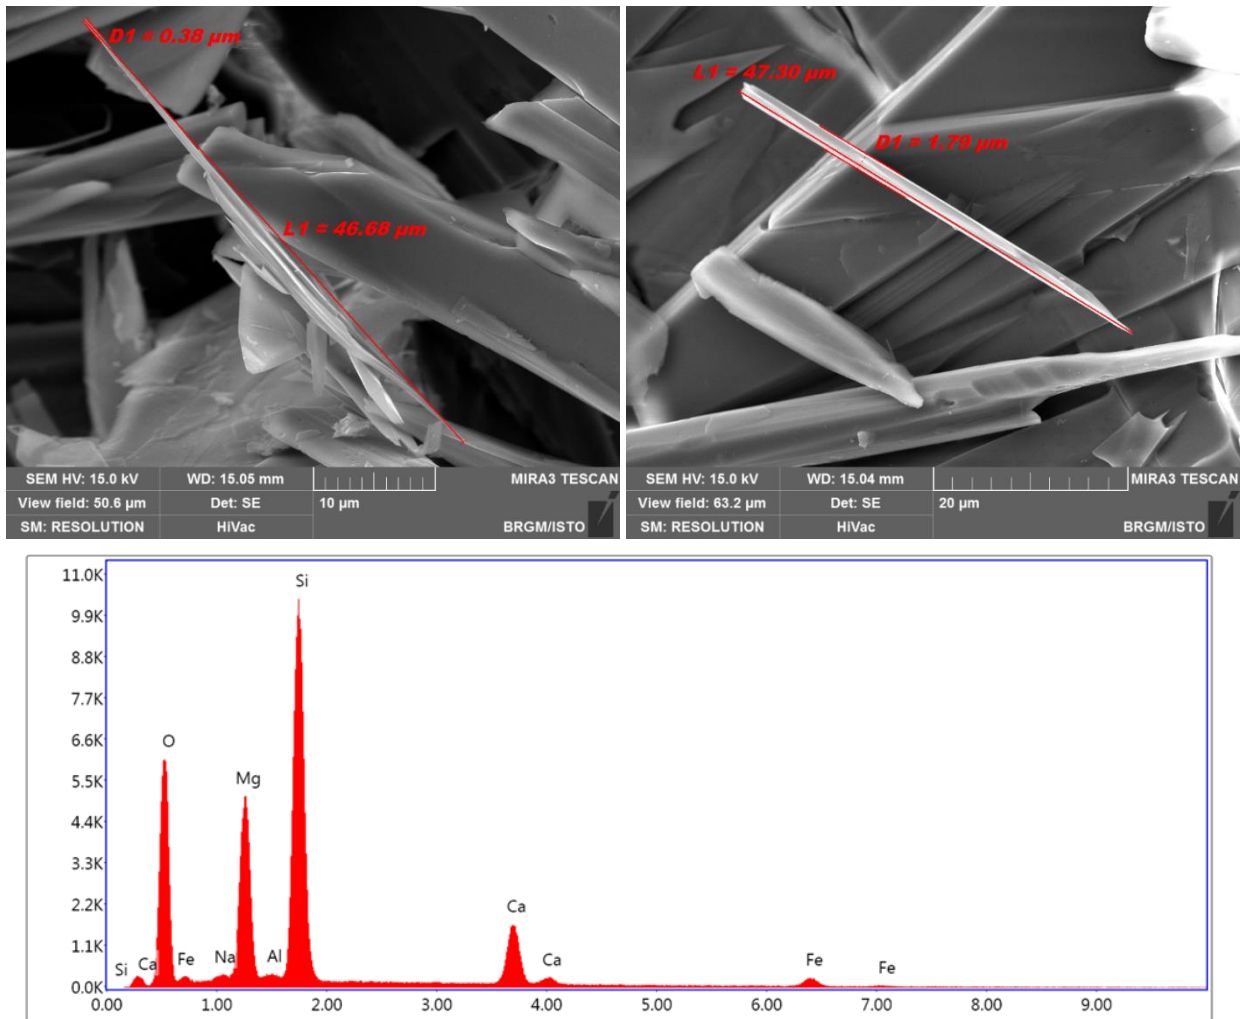 D1 = 0.38 µm
L1 = 46.68 µm
SEM HV: 15.0 kV WD: 15.05 mm MIRA3 TESCAN
View field: 50.6 µm Det: SE 10 µm
SM: RESOLUTION HiVac BRGM/ISTO
L1 = 47.30 µm
D1 = 1.79 µm
SEM HV: 15.0 kV WD: 15.04 mm MIRA3 TESCAN
View field: 63.2 µm Det: SE 20 µm
SM: RESOLUTION HiVac BRGM/ISTO
11.0K
9.9K
8.8K
7.7K
6.6K
5.5K
4.4K
3.3K
2.2K
1.1K
0.0K
Si
O
Mg
Ca
Si Ca Fe Na Al Ca Fe Fe
0.00 1.00 2.00 3.00 4.00 5.00 6.00 7.00 8.00 9.00